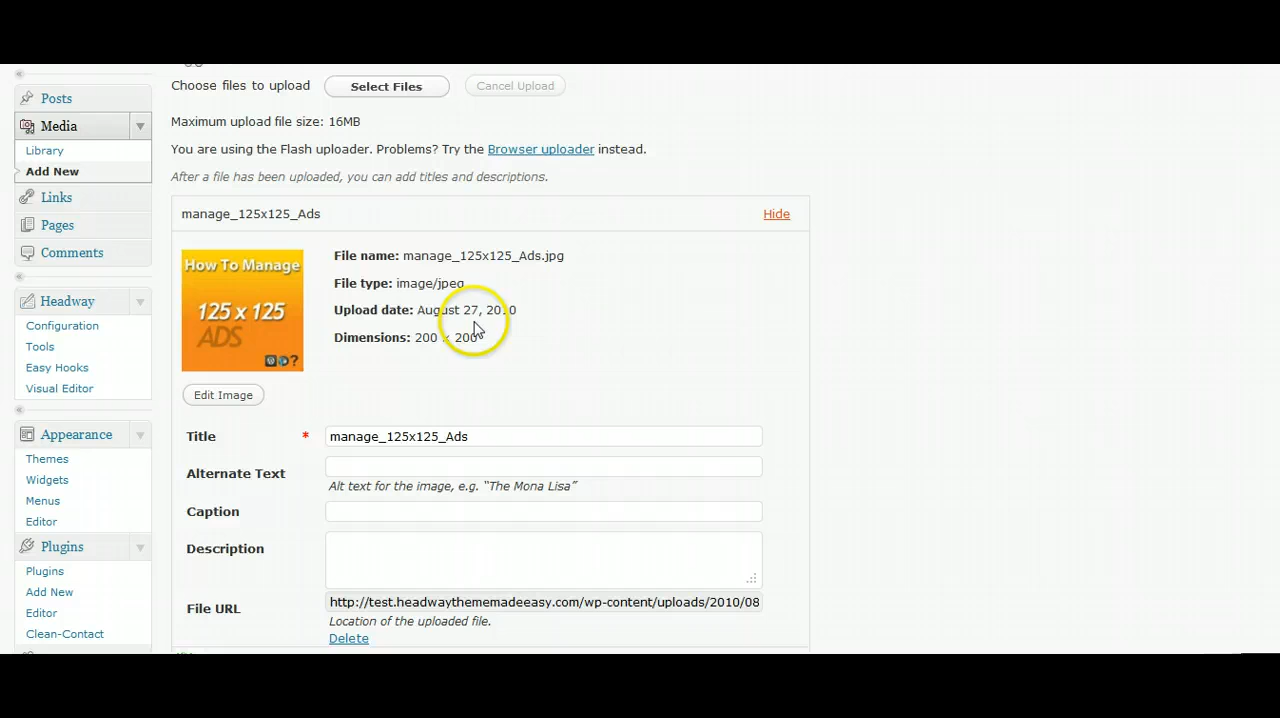 Choose files to upload Select Files Cancel Upload
Posts
Maximum upload file size: 16MB
Media
You are using the Flash uploader. Problems? Try the Browser uploader instead.
Library
Add New
After a file has been uploaded, you can add titles and descriptions.
Links
manage_125x125_Ads Hide
Pages
Comments
How To Manage
125 x 125
ADS
File name: manage_125x125_Ads.jpg
File type: image/jpeg
Upload date: August 27, 2010
Dimensions: 200 x 200
Headway
Configuration
Tools
Easy Hooks
Visual Editor
Edit Image
Appearance
Title * manage_125x125_Ads
Themes
Alternate Text
Widgets
Alt text for the image, e.g. “The Mona Lisa”
Menus
Caption
Editor
Plugins
Description
Plugins
Add New
File URL http://test.headwaythememadeeasy.com/wp-content/uploads/2010/08
Editor
Location of the uploaded file.
Clean-Contact
Delete